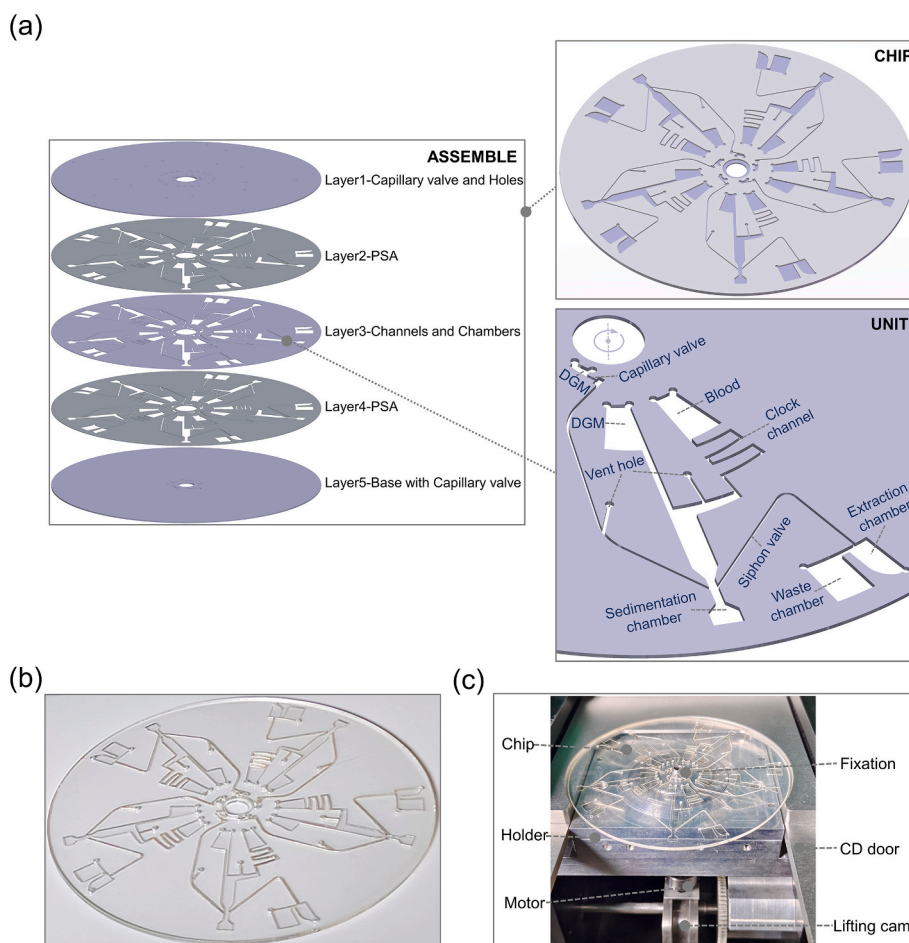 (a)
CHIP
ASSEMBLE
Layer1-Capillary valve and Holes
Layer2-PSA
Layer3-Channels and Chambers
Layer4-PSA
Layer5-Base with Capillary valve
UNIT
Capillary valve
DGM
Blood
DGM
Clock
channel
Vent hole
Extraction
chamber
Siphon valve
Waste
chamber
Sedimentation
chamber
(b)
(c)
Chip
Fixation
Holder
CD door
Motor
Lifting cam